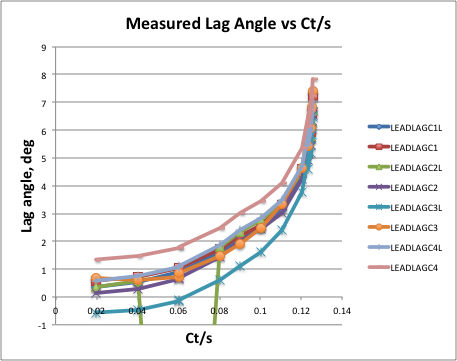 Measured Lag Angle vs Ct/s
9
8
7
6
5
4
3
2
1
0
-1
Lag angle, deg
0 0.02 0.04 0.06 0.08 0.1 0.12 0.14
Ct/s
LEADLAGC1L
LEADLAGC1
LEADLAGC2L
LEADLAGC2
LEADLAGC3L
LEADLAGC3
LEADLAGC4L
LEADLAGC4